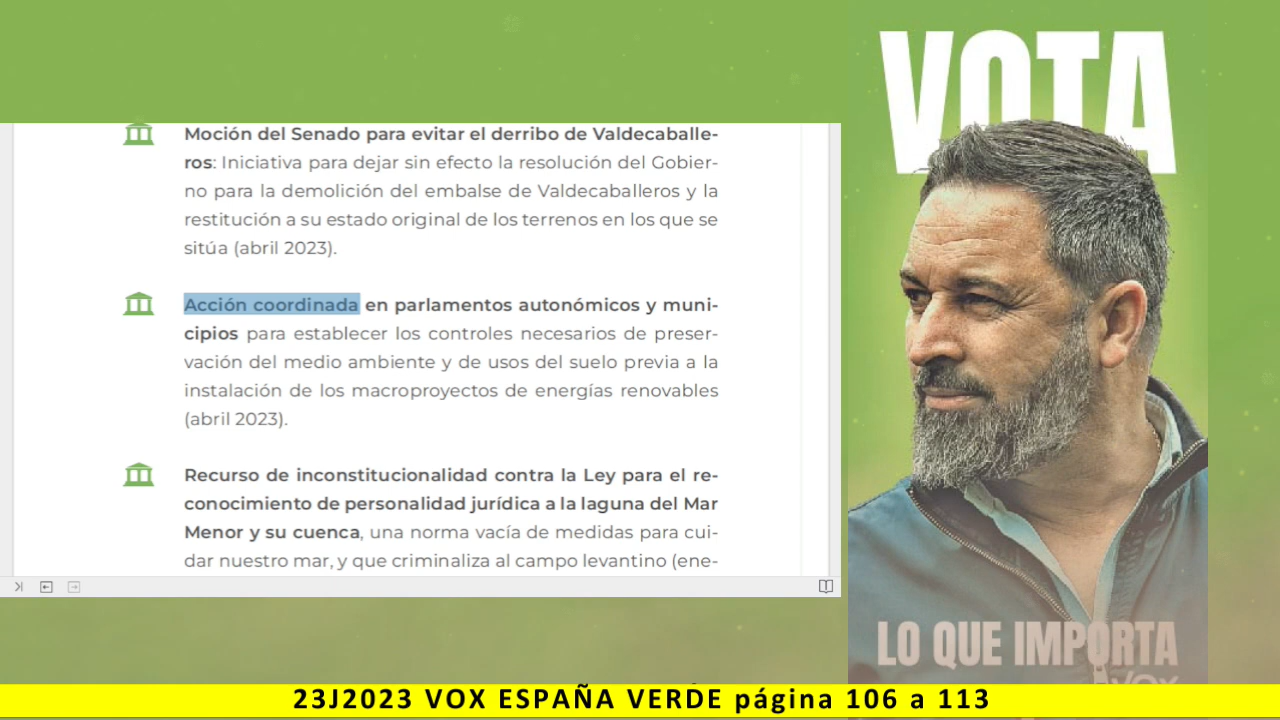 VOTA
Moción del Senado para evitar el derribo de Valdecaballe-
ros: Iniciativa para dejar sin efecto la resolución del Gobier-
no para la demolición del embalse de Valdecaballeros y la
restitución a su estado original de los terrenos en los que se
sitúa (abril 2023).
Acción coordinada en parlamentos autonómicos y muni-
cipios para establecer los controles necesarios de preser-
vación del medio ambiente y de usos del suelo previa a la
instalación de los macroproyectos de energías renovables
(abril 2023).
Recurso de inconstitucionalidad contra la Ley para el re-
conocimiento de personalidad jurídica a la laguna del Mar
Menor y su cuenca, una norma vacía de medidas para cui-
dar nuestro mar, y que criminaliza al campo levantino (ene-
LO QUE IMPORTA
VOX
23J2023 VOX ESPAÑA VERDE página 106 a 113